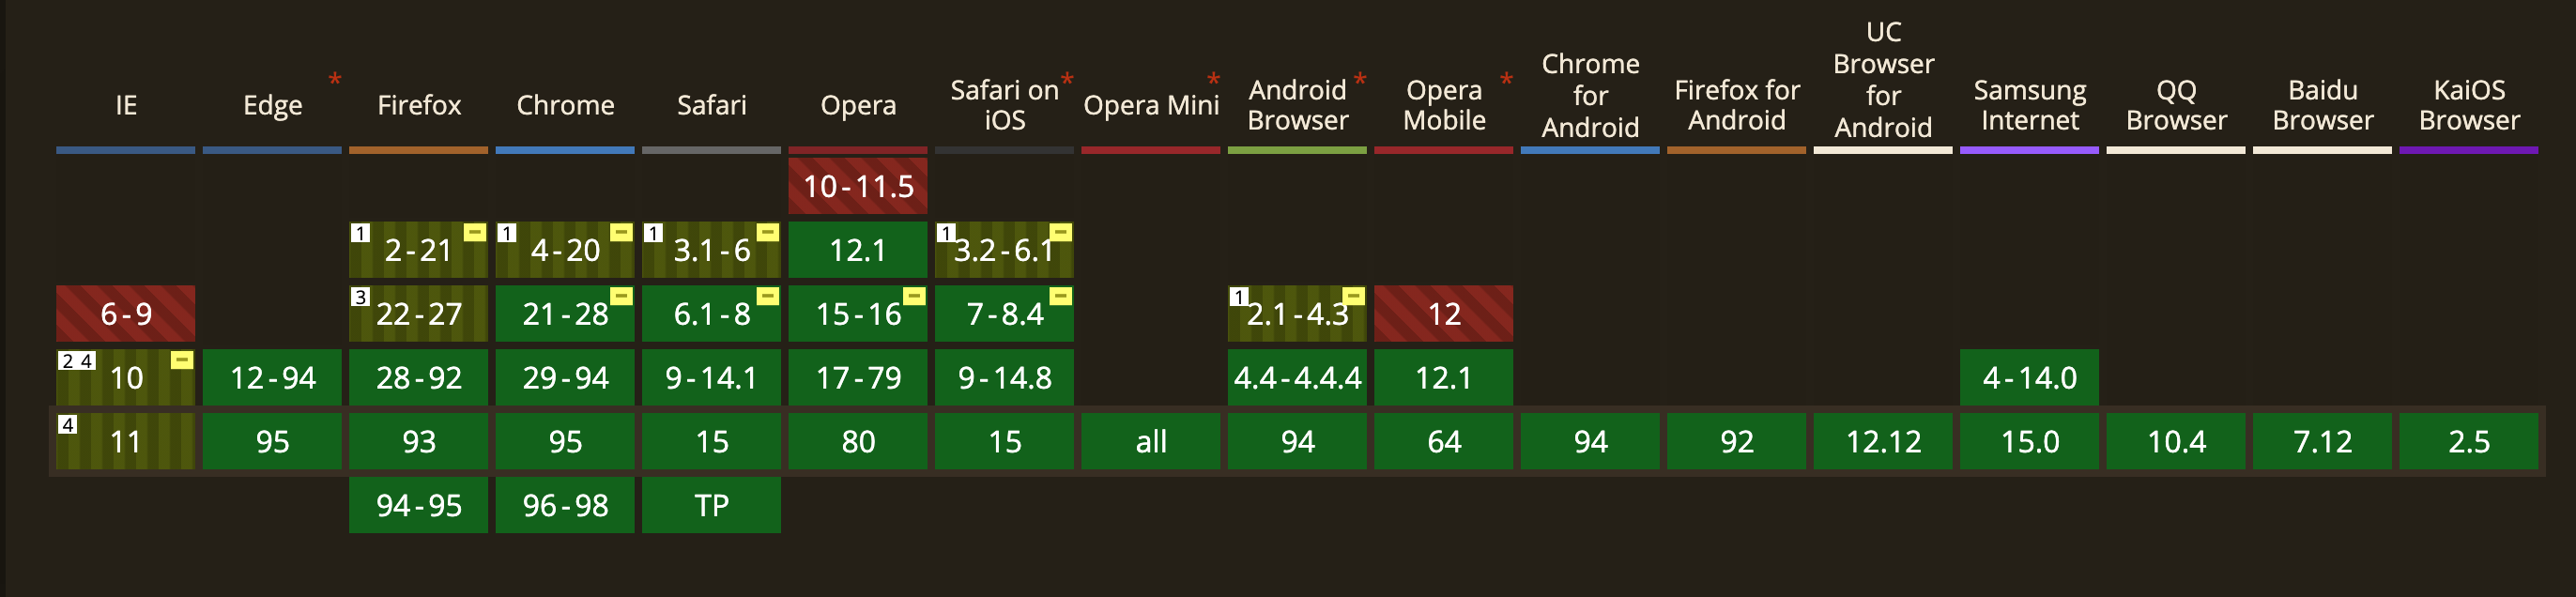 IE Edge * Firefox Chrome Safari Opera Safari on iOS * Opera Mini * Android Browser * Opera Mobile * Chrome for Android Firefox for Android UC Browser for Android Samsung Internet QQ Browser Baidu Browser KaiOS Browser
10-11.5
1 2-21 - 1 4-20 - 1 3.1-6 - 12.1 1 3.2-6.1 -
6-9 3 22-27 21-28 - 6.1-8 - 15-16 - 7-8.4 - 1 2.1-4.3 - 12
2 4 10 - 12-94 28-92 29-94 9-14.1 17-79 9-14.8 4.4-4.4.4 12.1 4-14.0
4 11 95 93 95 15 80 15 all 94 64 94 92 12.12 15.0 10.4 7.12 2.5
94-95 96-98 TP